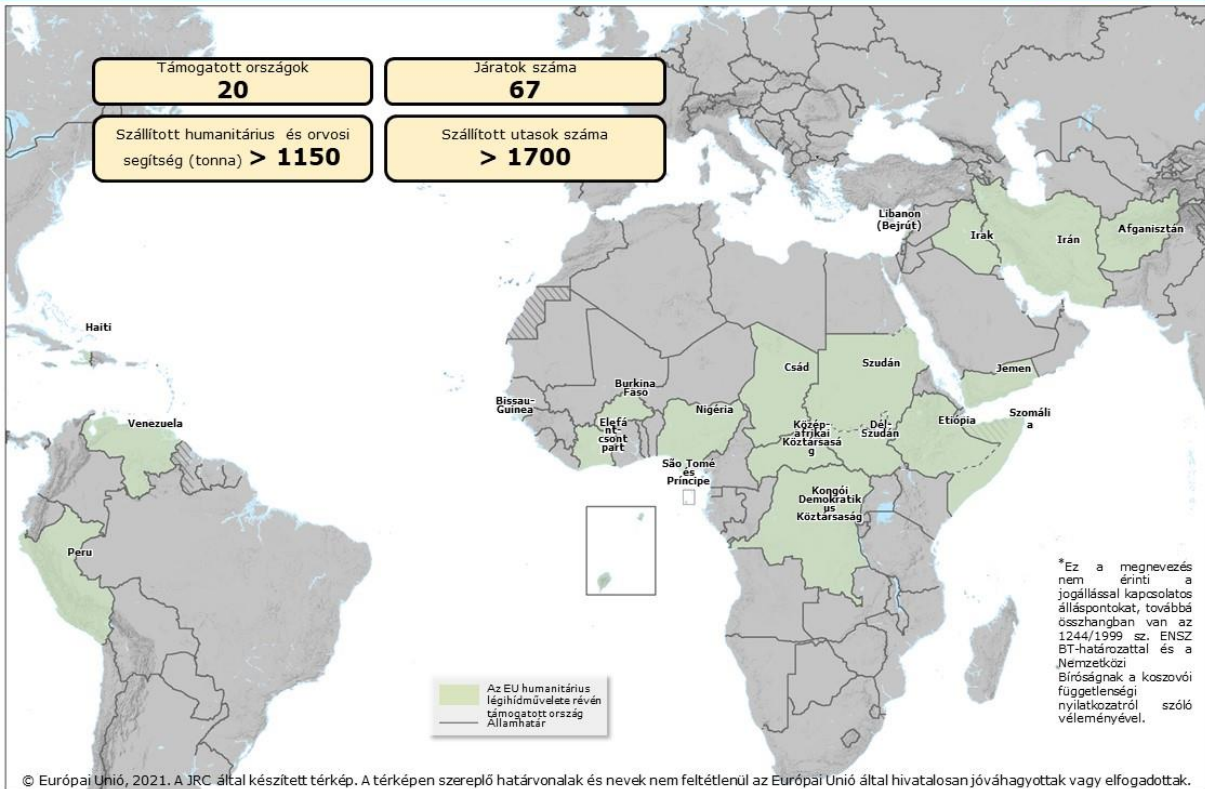 Támogatott országok
20
Járatok száma
67
Szállított humanitárius és orvosi
segítség (tonna) > 1150
Szállított utasok száma
> 1700
Libanon
(Bejrút)
Irak
Irán
Afganisztán
Haiti
Venezuela
Peru
Bissau-
Guinea
Burkina
Faso
Elefá
nt-
csont
part
Nigéria
Csád
Szudán
Jemen
Közép-
afrikai
Köztársasá
g
Dél-
Szudán
Etiópia
Szomáli
a
São Tomé
és
Príncipe
Kongói
Demokratik
us
Köztársaság
*Ez a megnevezés
nem érinti a
jogállással kapcsolatos
álláspontokat, továbbá
összhangban van az
1244/1999 sz. ENSZ
BT-határozattal és a
Nemzetközi
Bíróságnak a koszovói
függetlenségi
nyilatkozatról szóló
véleményével.
Az EU humanitárius
légihídművelete révén
támogatott ország
Államhatár
© Európai Unió, 2021. A JRC által készített térkép. A térképen szereplő határvonalak és nevek nem feltétlenül az Európai Unió által hivatalosan jóváhagyottak vagy elfogadottak.